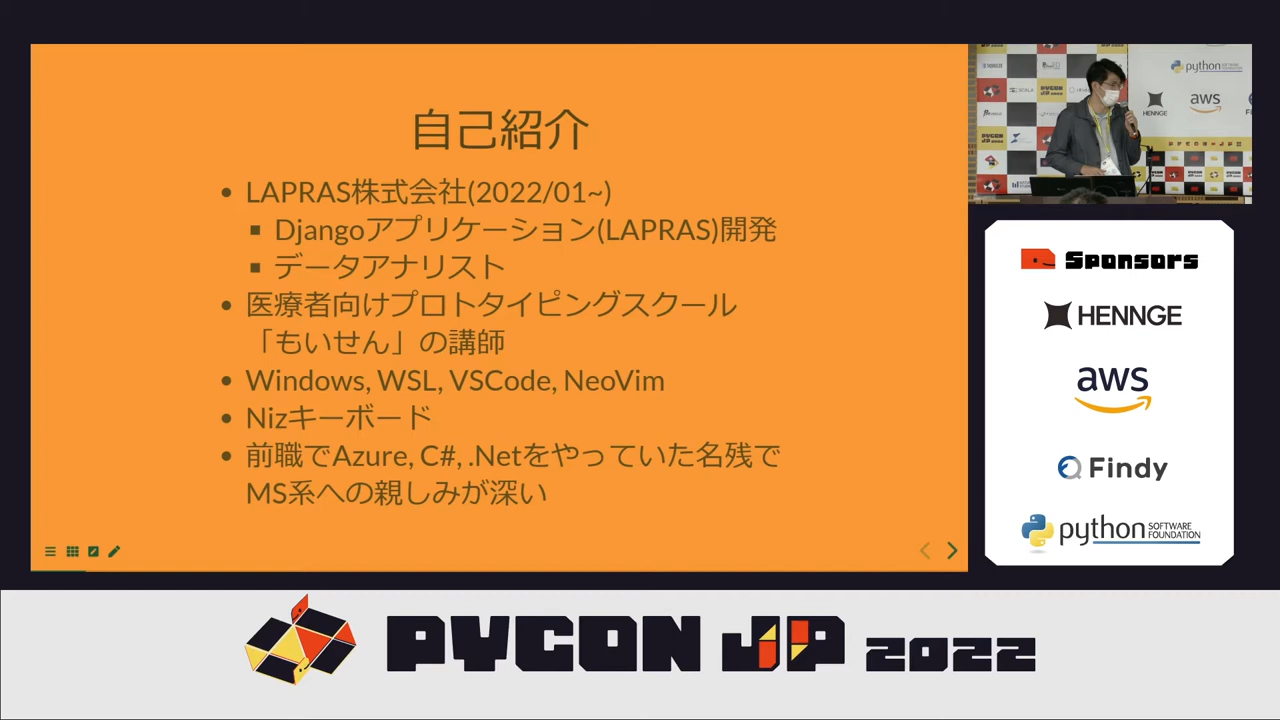 自己紹介
LAPRAS株式会社(2022/01~)
Djangoアプリケーション(LAPRAS)開発
データアナリスト
医療者向けプロトタイピングスクール
「もいせん」の講師
Windows, WSL, VSCode, NeoVim
Nizキーボード
前職でAzure, C#, .Netをやっていた名残で
MS系への親しみが深い
python
aws
HENNGE
Sponsors
HENNGE
aws
Findy
python SOFTWARE FOUNDATION
PYCON JP 2022